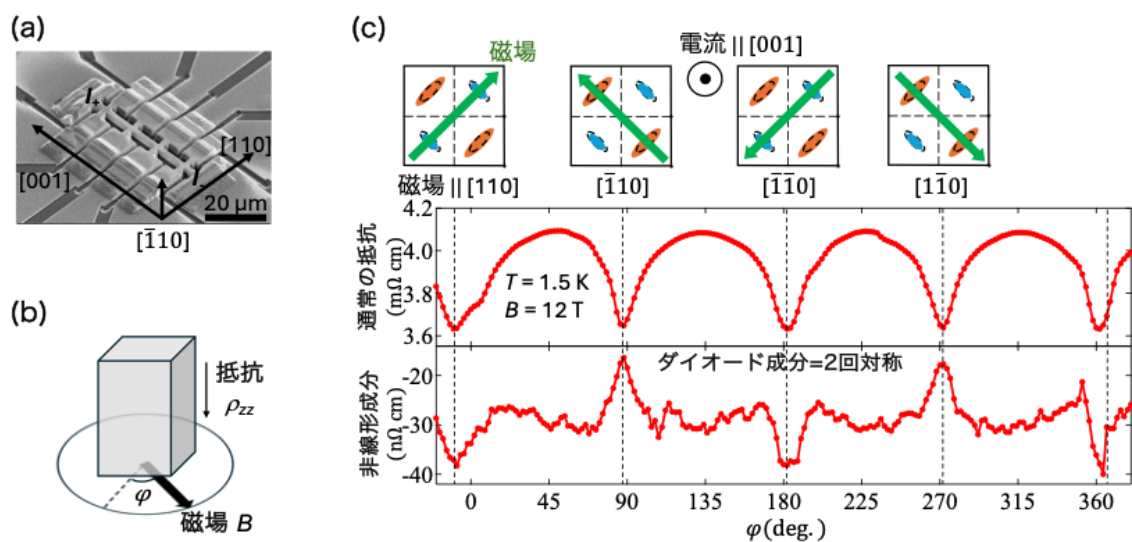 (a)
I₊
[001]
[110]
I₋
20 μm
[1̄10]
(b)
抵抗
ρzz
φ
磁場 B
(c)
磁場
電流 || [001]
磁場 || [110]
[1̄10]
[1̄1̄0]
[11̄0]
通常の抵抗
(mΩ cm)
4.2
4.0
3.8
3.6
T = 1.5 K
B = 12 T
非線形成分
(nΩ cm)
-20
-30
-40
ダイオード成分=2回対称
0 45 90 135 180 225 270 315 360
φ(deg.)